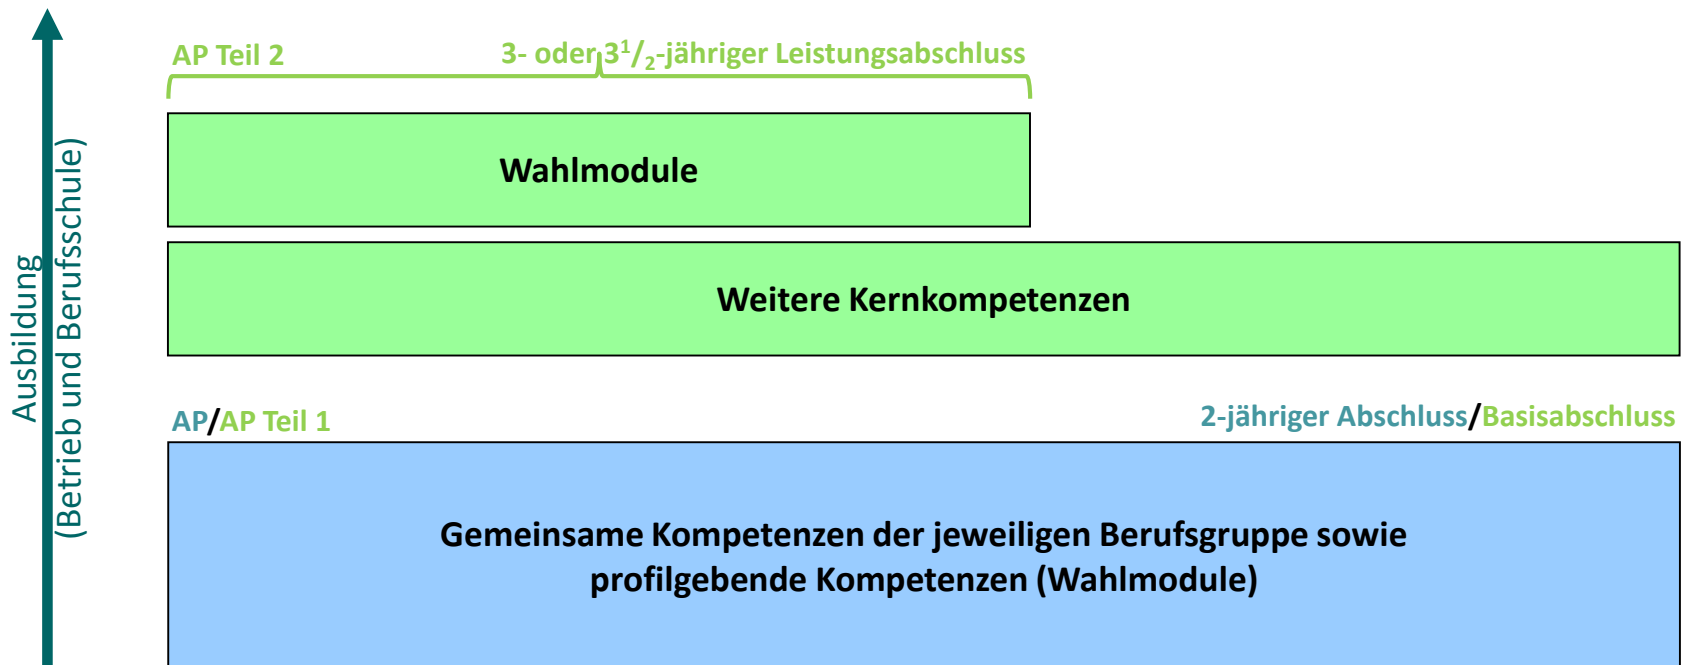 AP Teil 2
3- oder 3¹/₂-jähriger Leistungsabschluss
Wahlmodule
Weitere Kernkompetenzen
Ausbildung
(Betrieb und Berufsschule)
AP/AP Teil 1
2-jähriger Abschluss/Basisabschluss
Gemeinsame Kompetenzen der jeweiligen Berufsgruppe sowie
profilgebende Kompetenzen (Wahlmodule)